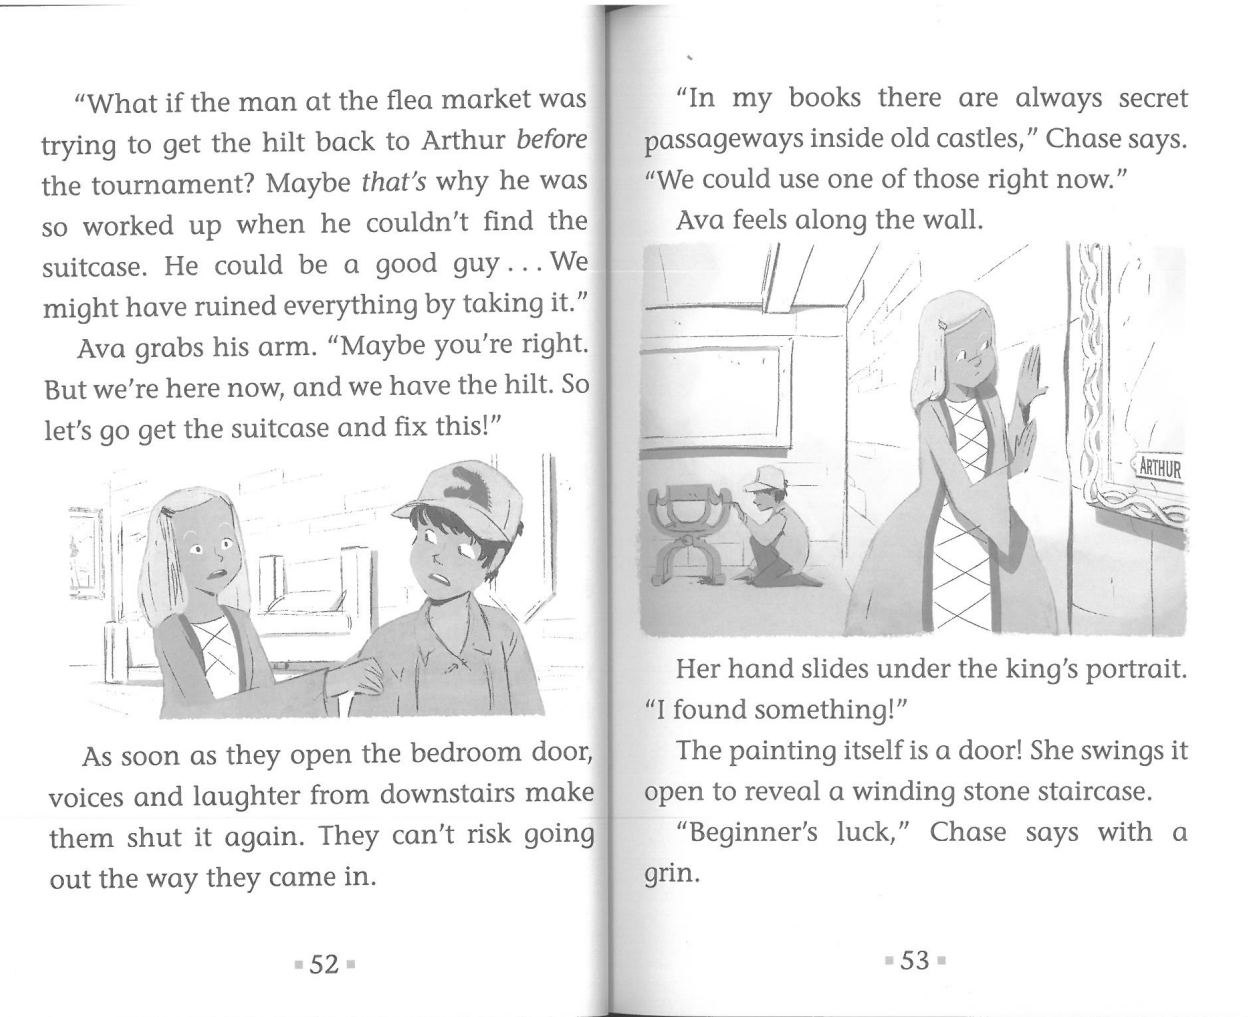 “What if the man at the flea market was
trying to get the hilt back to Arthur before
the tournament? Maybe that’s why he was
so worked up when he couldn’t find the
suitcase. He could be a good guy . . . We
might have ruined everything by taking it.”
Ava grabs his arm. “Maybe you’re right.
But we’re here now, and we have the hilt. So
let’s go get the suitcase and fix this!”
As soon as they open the bedroom door,
voices and laughter from downstairs make
them shut it again. They can’t risk going
out the way they came in.
52
“In my books there are always secret
passageways inside old castles,” Chase says.
“We could use one of those right now.”
Ava feels along the wall.
ARTHUR
Her hand slides under the king’s portrait.
“I found something!”
The painting itself is a door! She swings it
open to reveal a winding stone staircase.
“Beginner’s luck,” Chase says with a
grin.
53